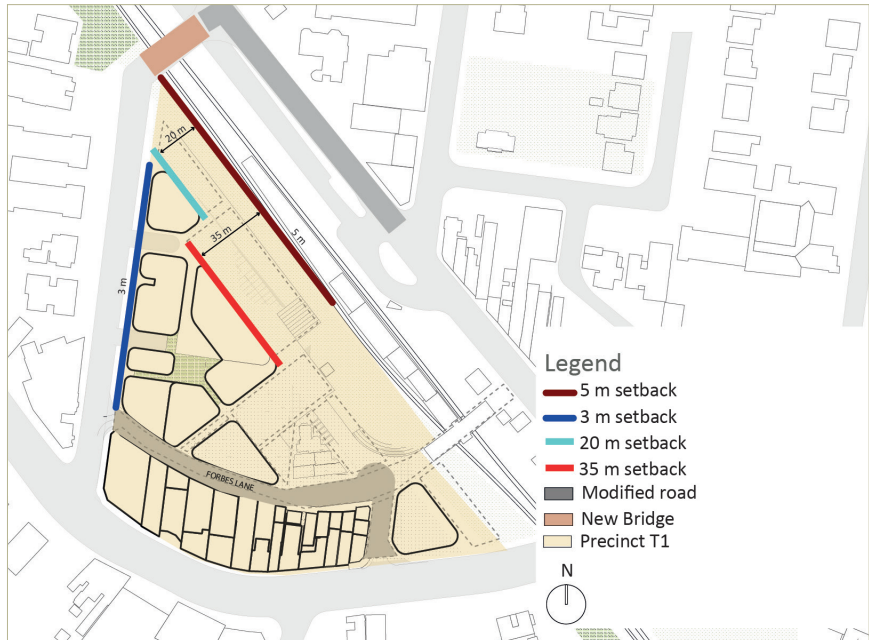 20 m
35 m
5 m
3 m
FORBES LANE
Legend
5 m setback
3 m setback
20 m setback
35 m setback
Modified road
New Bridge
Precinct T1
N